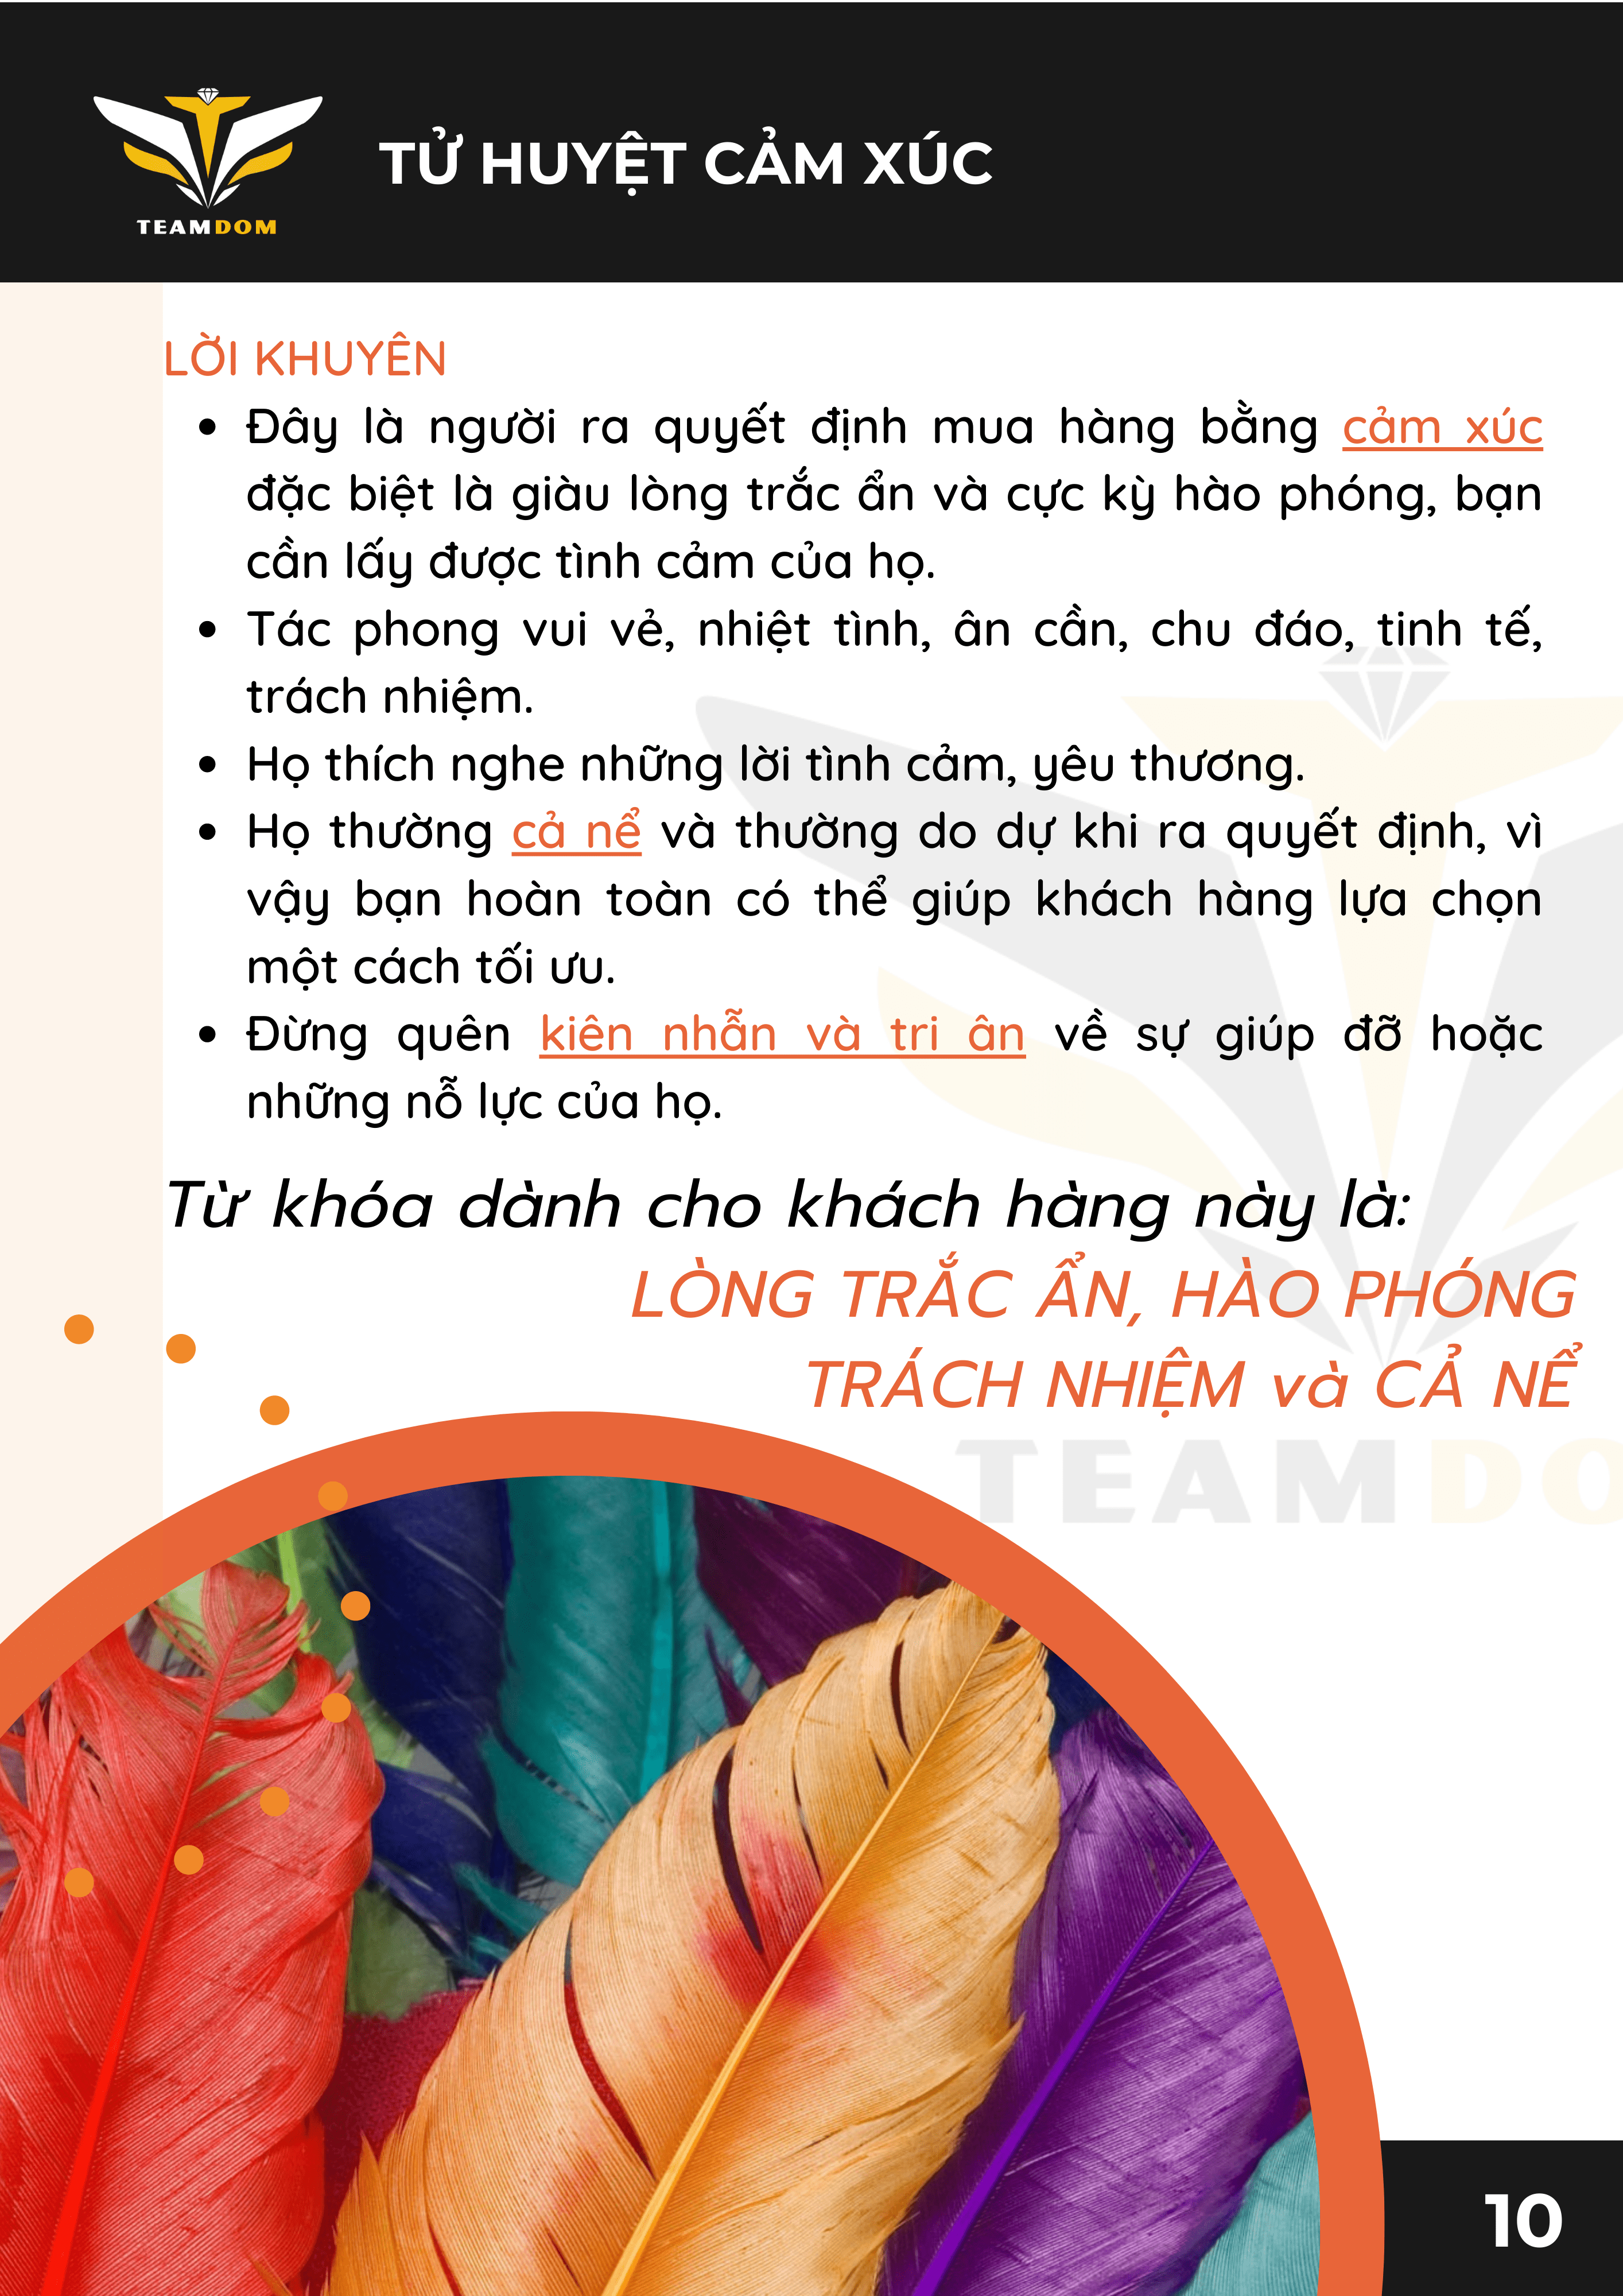 TEAMDOM
TỬ HUYỆT CẢM XÚC
LỜI KHUYÊN
• Đây là người ra quyết định mua hàng bằng cảm xúc
đặc biệt là giàu lòng trắc ẩn và cực kỳ hào phóng, bạn
cần lấy được tình cảm của họ.
• Tác phong vui vẻ, nhiệt tình, ân cần, chu đáo, tinh tế,
trách nhiệm.
• Họ thích nghe những lời tình cảm, yêu thương.
• Họ thường cả nể và thường do dự khi ra quyết định, vì
vậy bạn hoàn toàn có thể giúp khách hàng lựa chọn
một cách tối ưu.
• Đừng quên kiên nhẫn và tri ân về sự giúp đỡ hoặc
những nỗ lực của họ.
Từ khóa dành cho khách hàng này là:
LÒNG TRẮC ẨN, HÀO PHÓNG
TRÁCH NHIỆM và CẢ NỂ
TEAMDO
10